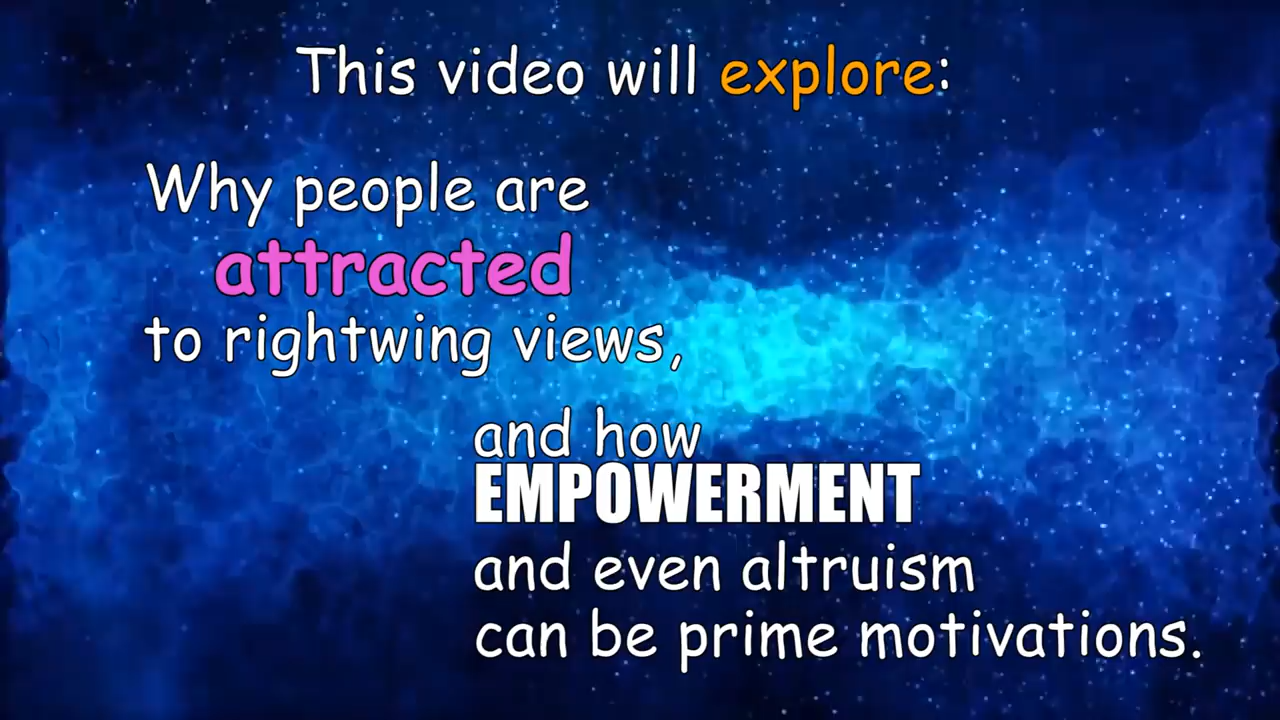 This video will explore:
Why people are
attracted
to rightwing views,
and how
EMPOWERMENT
and even altruism
can be prime motivations.